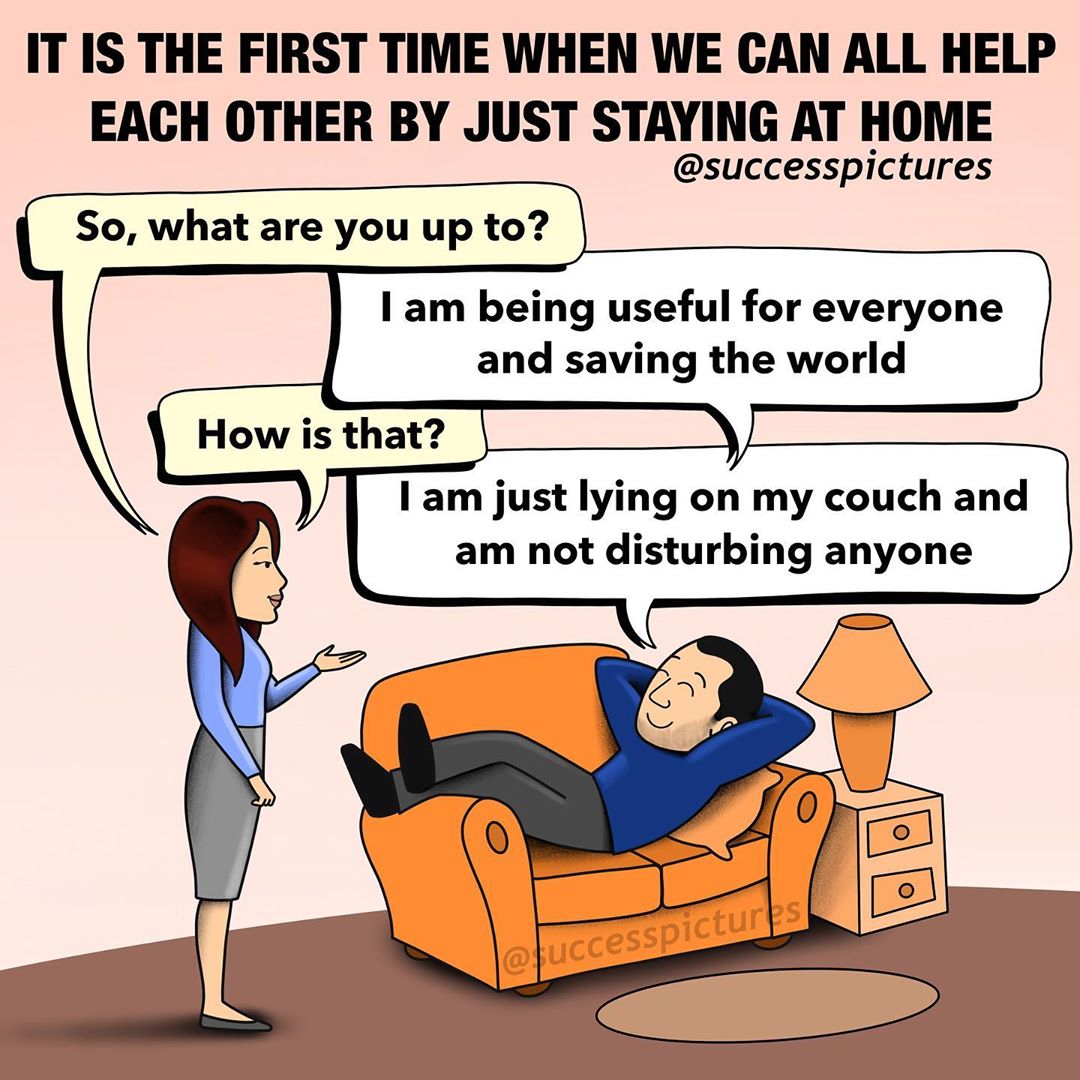 IT IS THE FIRST TIME WHEN WE CAN ALL HELP
EACH OTHER BY JUST STAYING AT HOME
@successpictures
So, what are you up to?
I am being useful for everyone
and saving the world
How is that?
I am just lying on my couch and
am not disturbing anyone
@successpictures